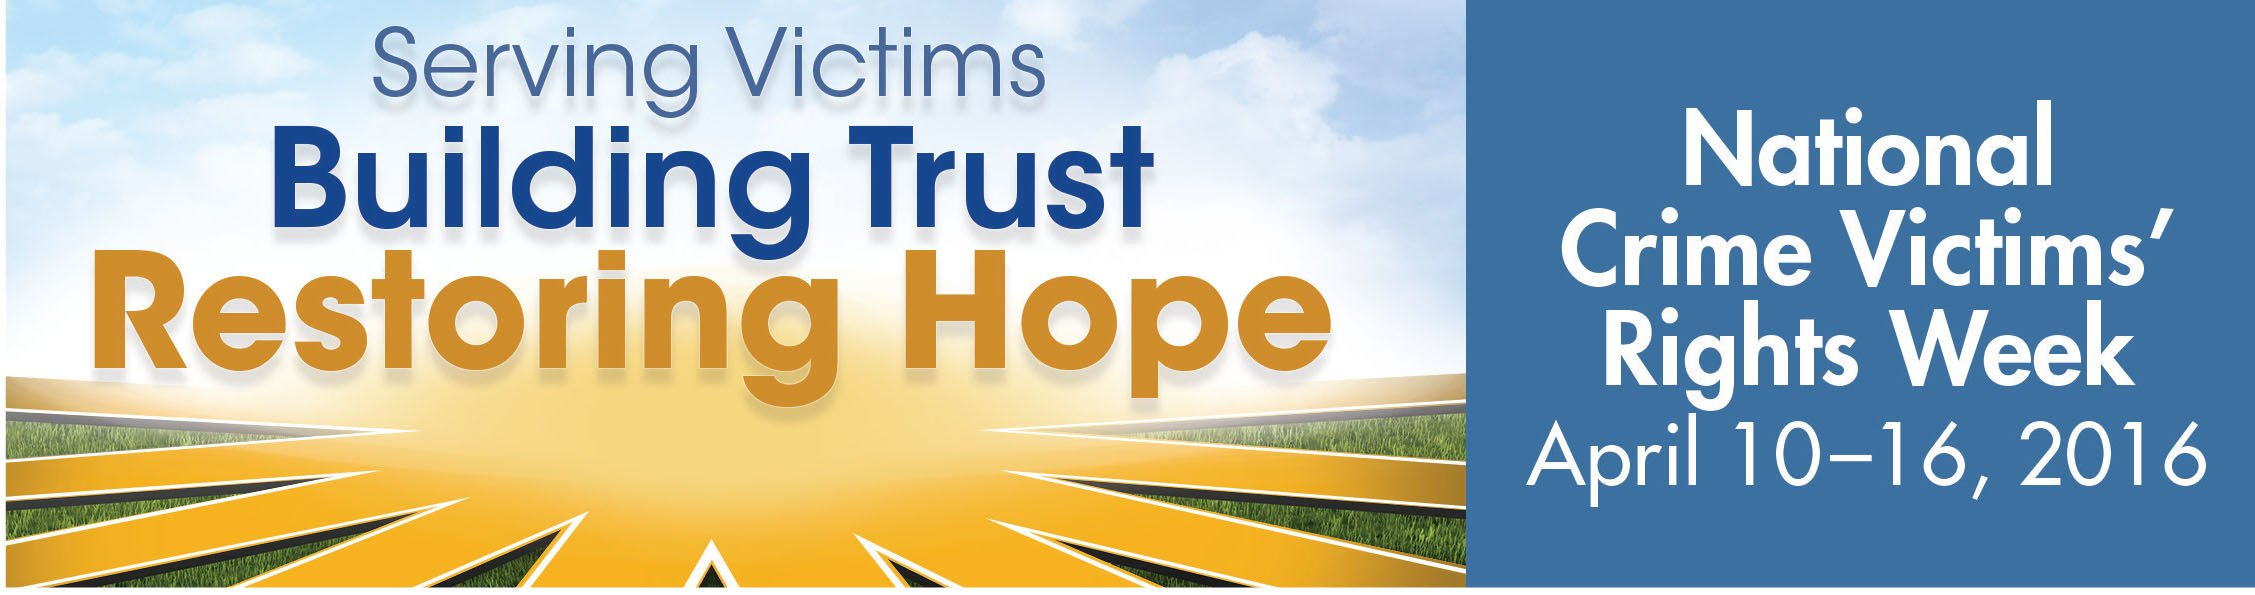 Serving Victims
Building Trust
Restoring Hope
National
Crime Victims’
Rights Week
April 10–16, 2016